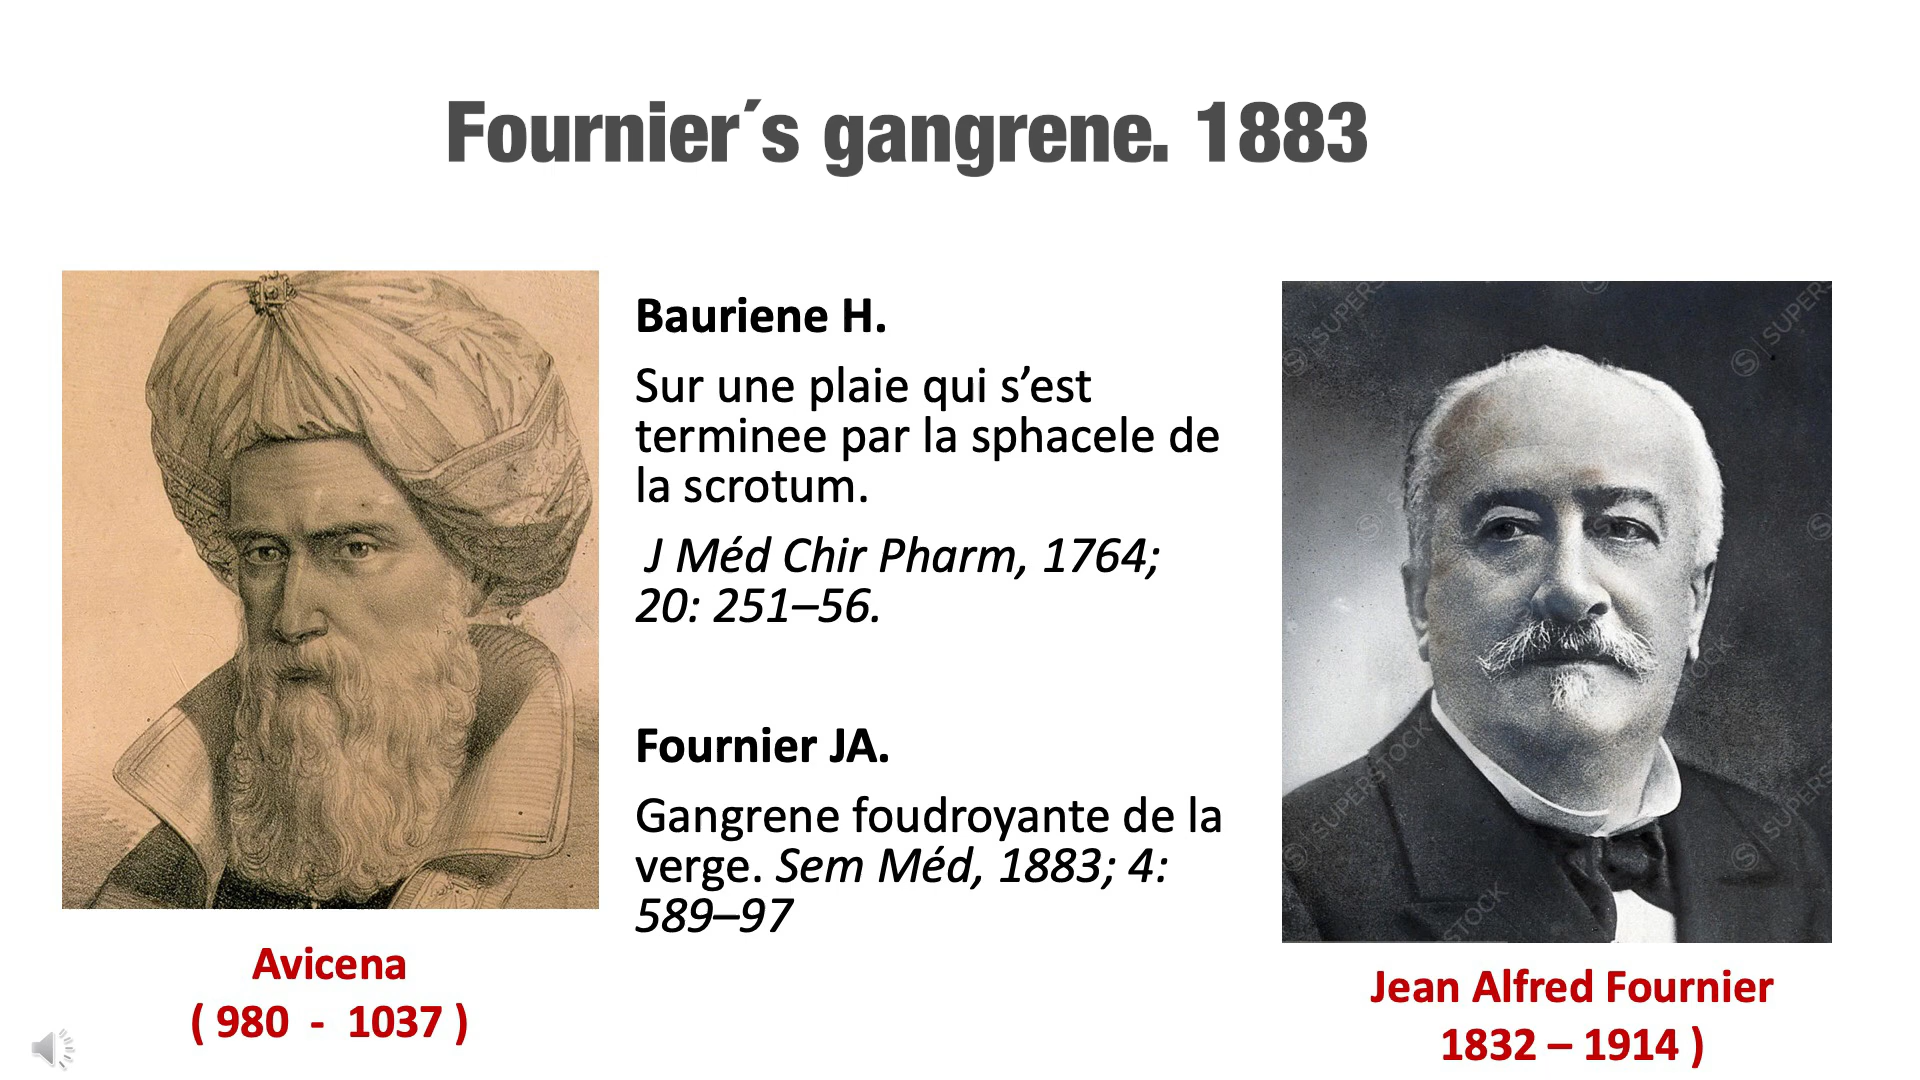 Fournier´s gangrene. 1883
Bauriene H.
Sur une plaie qui s’est
terminee par la sphacele de
la scrotum.
J Méd Chir Pharm, 1764;
20: 251–56.
Fournier JA.
Gangrene foudroyante de la
verge. Sem Méd, 1883; 4:
589–97
Avicena
( 980 - 1037 )
Jean Alfred Fournier
1832 – 1914 )
SUPERSTOCK